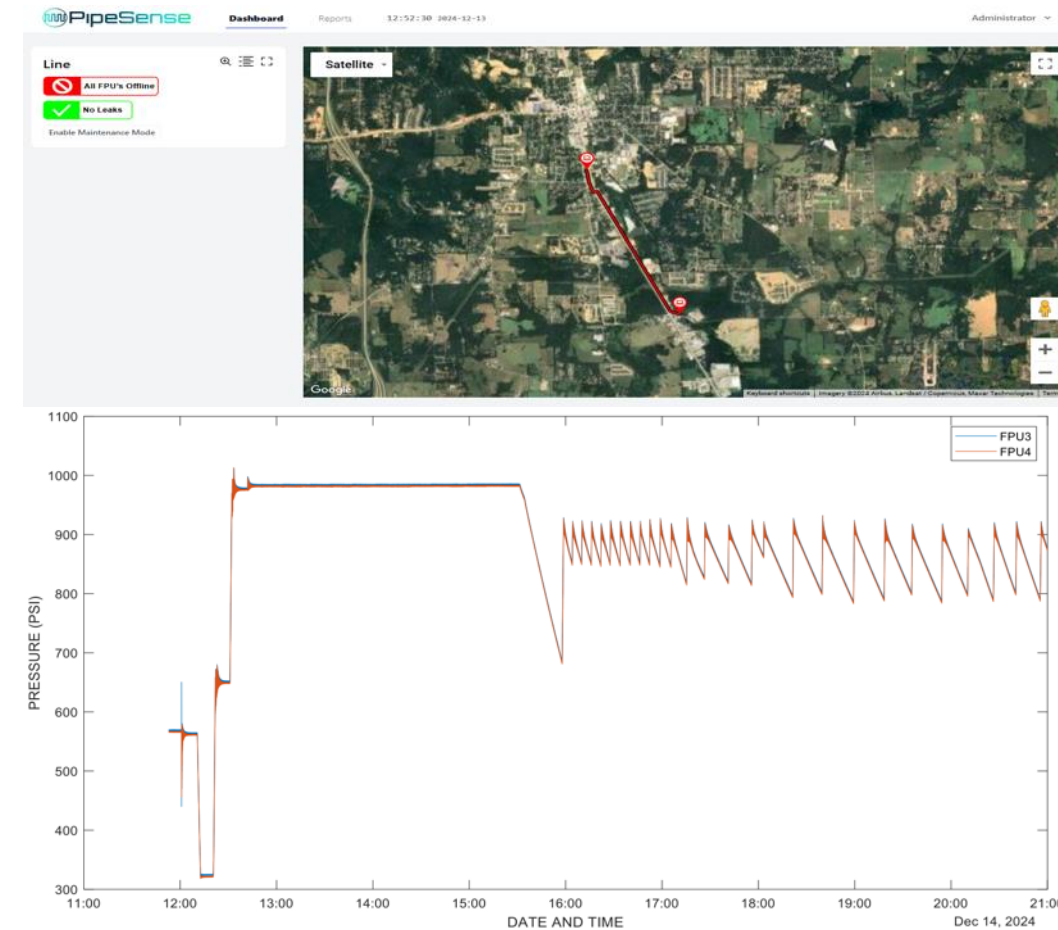 PipeSense Dashboard Reports 12:52:30 2024-12-13 Administrator
Line
All FPU's Offline
No Leaks
Enable Maintenance Mode
Satellite
Google
Keyboard shortcuts Imagery ©2024 Airbus, Landsat / Copernicus, Maxar Technologies Term
1100
1000
900
800
700
600
500
400
300
PRESSURE (PSI)
FPU3
FPU4
11:00 12:00 13:00 14:00 15:00 16:00 17:00 18:00 19:00 20:00 21:00
DATE AND TIME
Dec 14, 2024